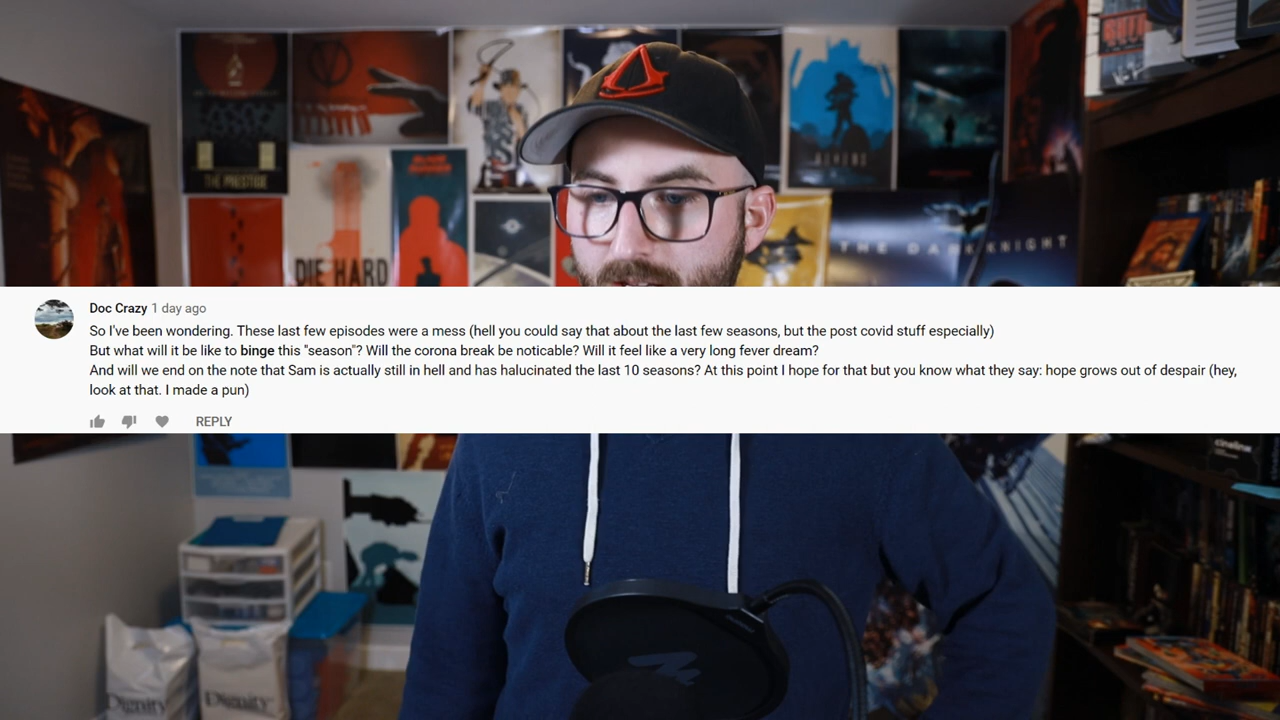 THE PRESTIGE
ALIENS
DIE HARD
THE DARK KNIGHT
Doc Crazy 1 day ago
So I've been wondering. These last few episodes were a mess (hell you could say that about the last few seasons, but the post covid stuff especially)
But what will it be like to binge this "season"? Will the corona break be noticable? Will it feel like a very long fever dream?
And will we end on the note that Sam is actually still in hell and has halucinated the last 10 seasons? At this point I hope for that but you know what they say: hope grows out of despair (hey,
look at that. I made a pun)
REPLY
cineline
Dignity
Dignity